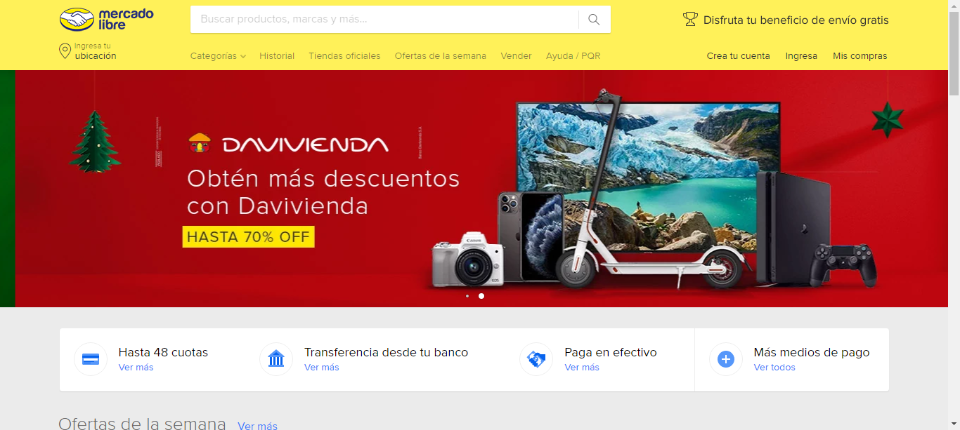 mercado
libre
Buscar productos, marcas y más...
Disfruta tu beneficio de envío gratis
Ingresa tu
ubicación
Categorías
Historial
Tiendas oficiales
Ofertas de la semana
Vender
Ayuda / PQR
Crea tu cuenta
Ingresa
Mis compras
DAVIVIENDA
Obtén más descuentos
con Davivienda
HASTA 70% OFF
Canon
Hasta 48 cuotas
Ver más
Transferencia desde tu banco
Ver más
Paga en efectivo
Ver más
Más medios de pago
Ver todos
Ofertas de la semana Ver más